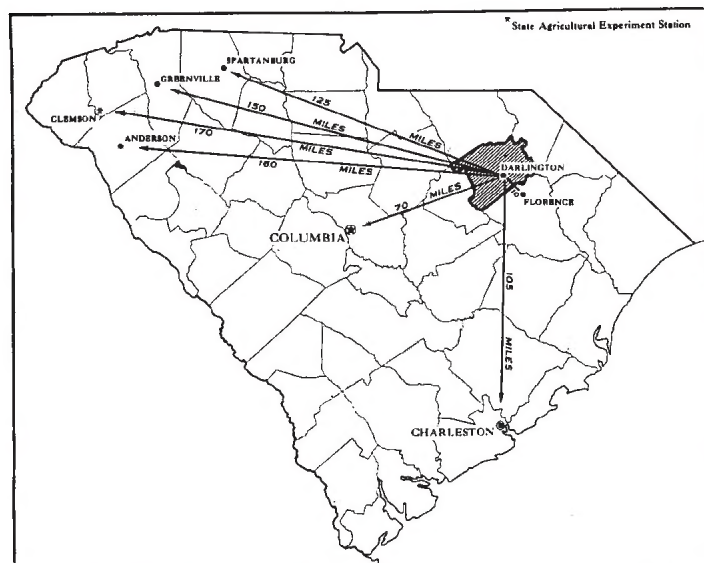 * State Agricultural Experiment Station
SPARTANBURG
GREENVILLE
CLEMSON
ANDERSON
125 MILES
150 MILES
170 MILES
160 MILES
DARLINGTON
70 MILES
FLORENCE
COLUMBIA
105 MILES
CHARLESTON